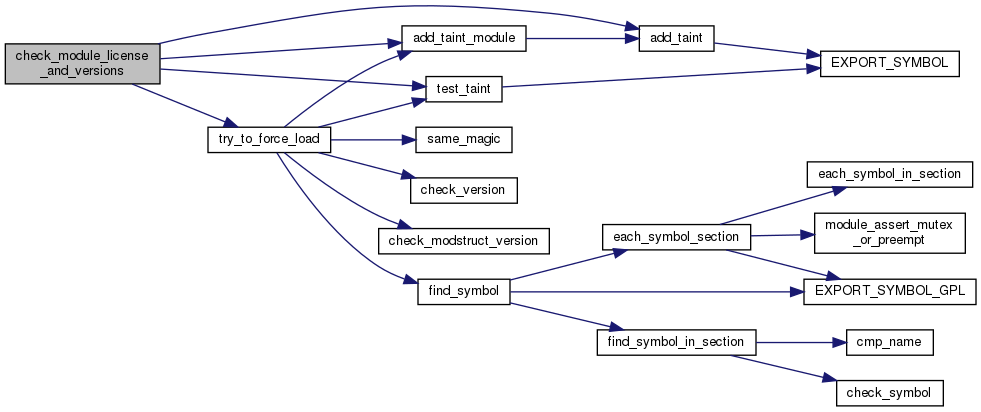 check_module_license
_and_versions
add_taint_module
add_taint
EXPORT_SYMBOL
test_taint
try_to_force_load
same_magic
check_version
check_modstruct_version
find_symbol
each_symbol_section
each_symbol_in_section
module_assert_mutex
_or_preempt
EXPORT_SYMBOL_GPL
find_symbol_in_section
cmp_name
check_symbol